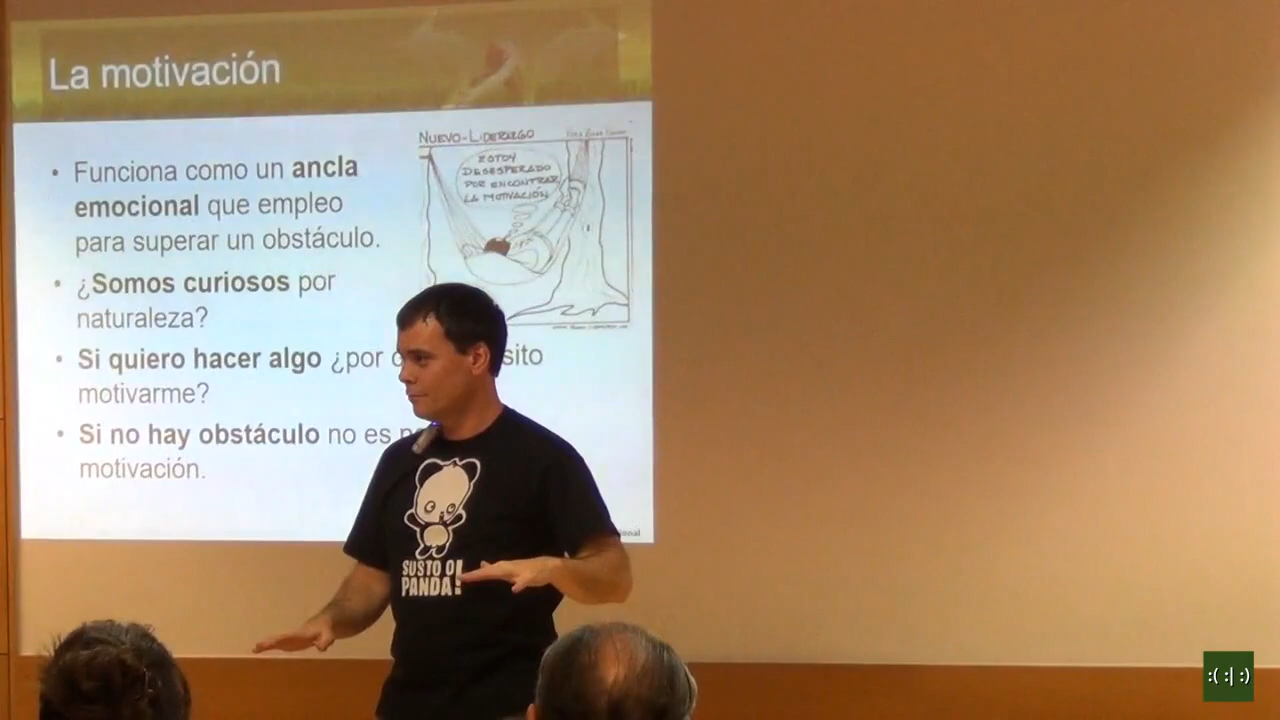 La motivación
• Funciona como un ancla
emocional que empleo
para superar un obstáculo.
• ¿Somos curiosos por
naturaleza?
• Si quiero hacer algo ¿por sito
motivarme?
• Si no hay obstáculo no es
motivación.
NUEVO-LIDERAZGO
ESTOY
DESESPERADO
POR ENCONTRAR
LA MOTIVACIÓN
SUSTO O
PANDA!
:( :| :)